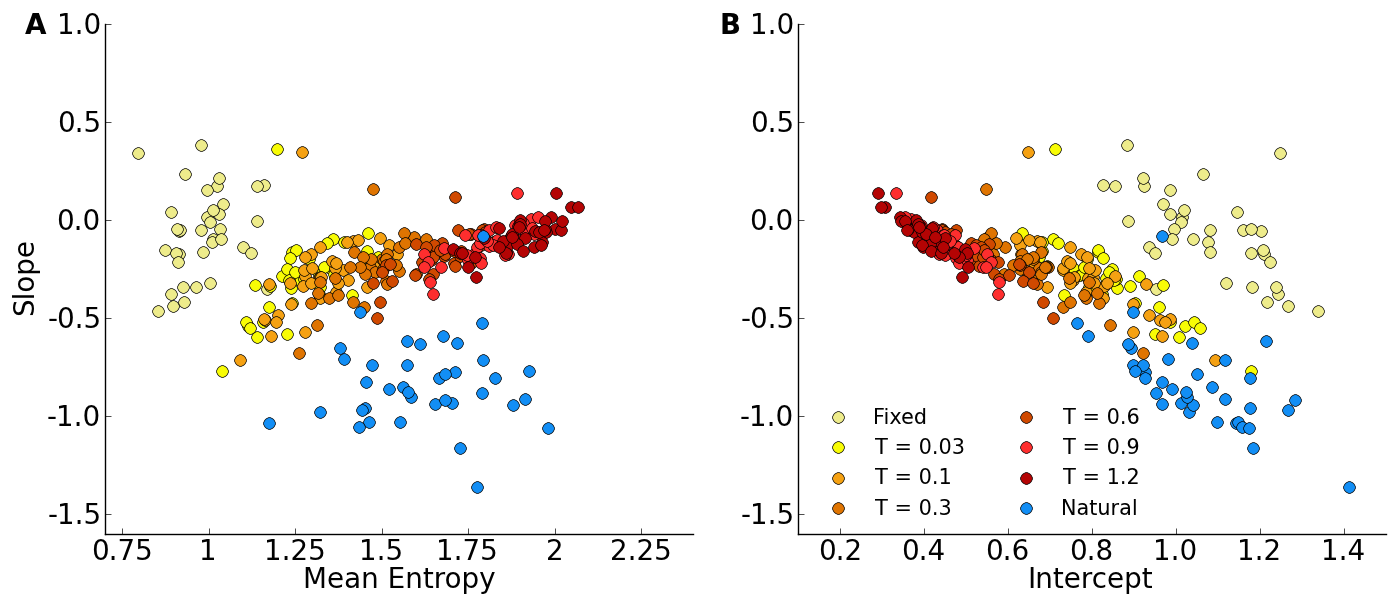 A
1.0
0.5
0.0
-0.5
-1.0
-1.5
Slope
0.75 1 1.25 1.5 1.75 2 2.25
Mean Entropy
B
1.0
0.5
0.0
-0.5
-1.0
-1.5
Fixed
T = 0.03
T = 0.1
T = 0.3
T = 0.6
T = 0.9
T = 1.2
Natural
0.2 0.4 0.6 0.8 1.0 1.2 1.4
Intercept